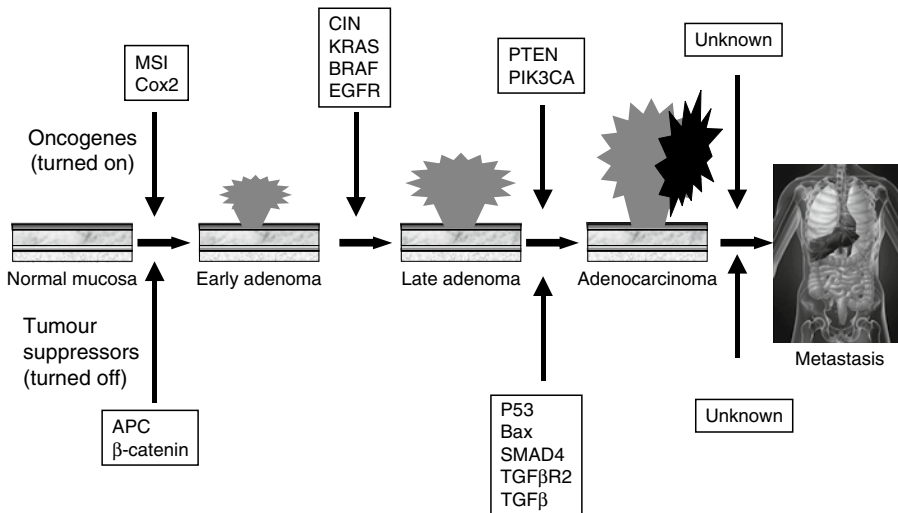 MSI
Cox2
CIN
KRAS
BRAF
EGFR
PTEN
PIK3CA
Unknown
Oncogenes
(turned on)
Normal mucosa
Early adenoma
Late adenoma
Adenocarcinoma
Metastasis
Tumour
suppressors
(turned off)
APC
β-catenin
P53
Bax
SMAD4
TGFβR2
TGFβ
Unknown